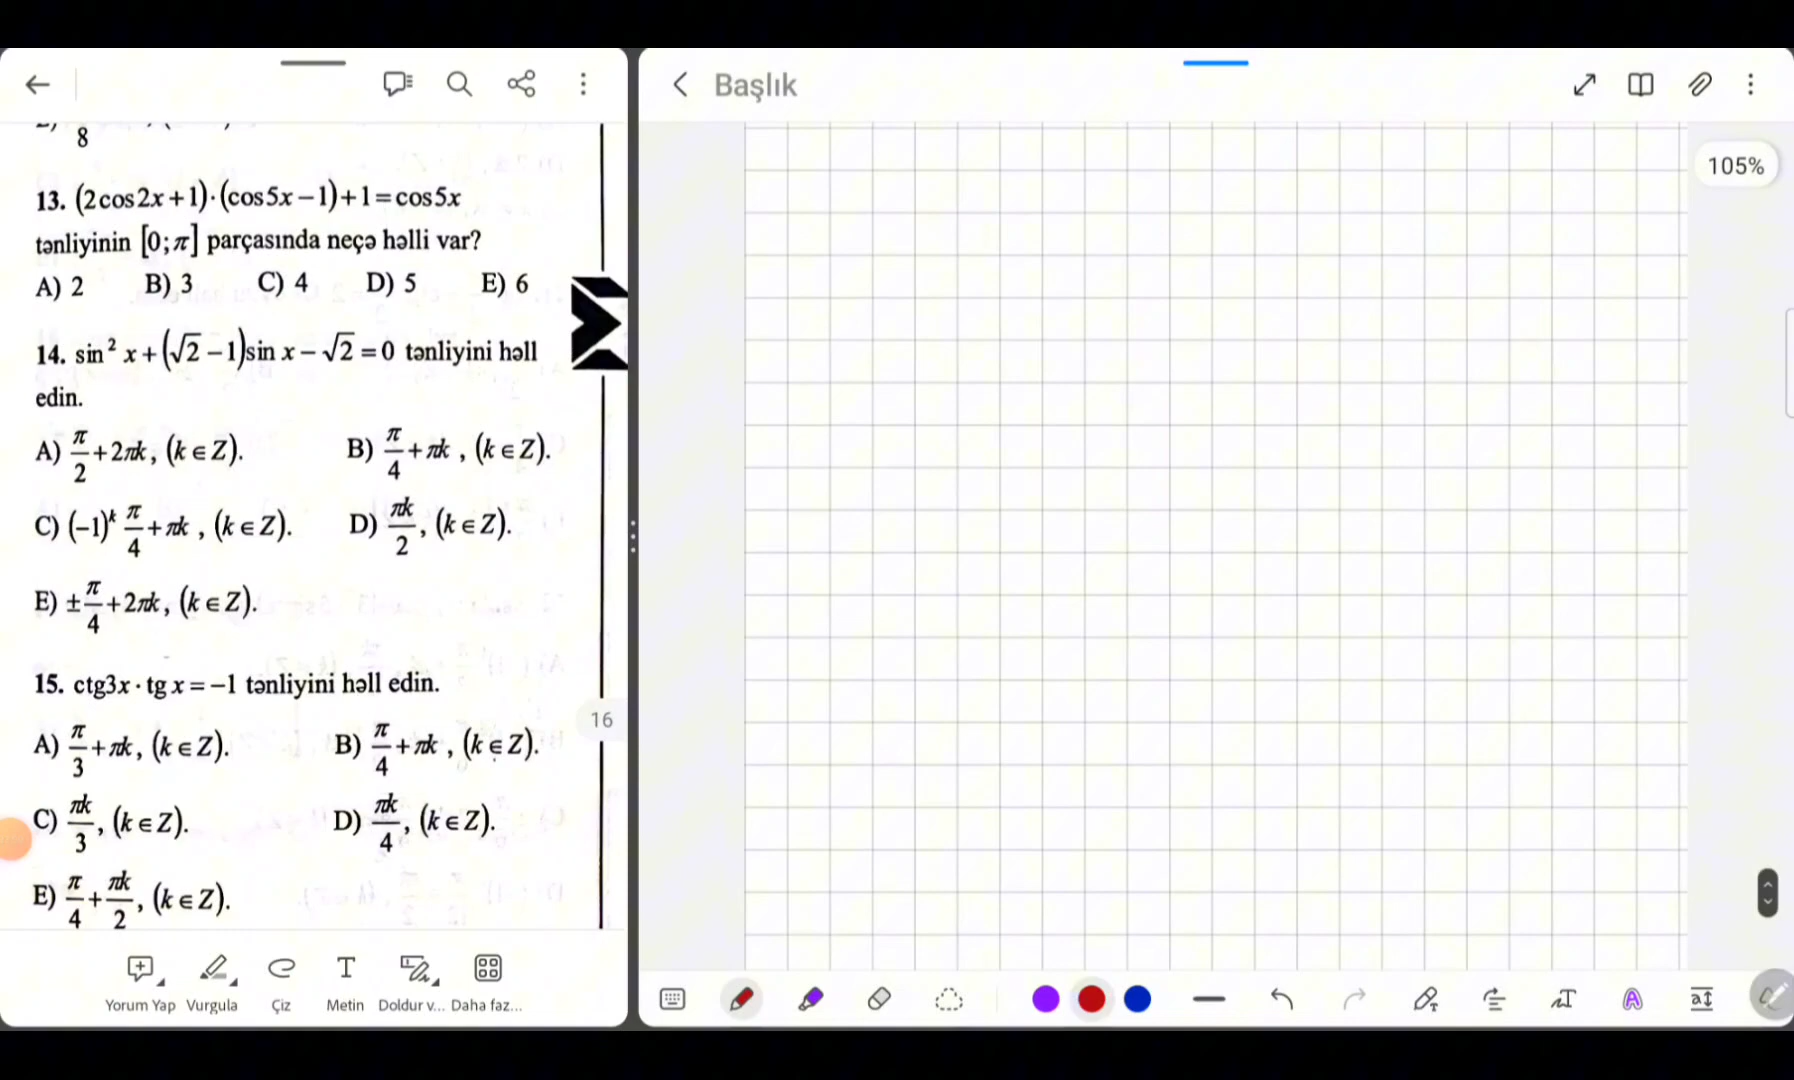 Başlık
105%
8
13. (2cos2x+1)·(cos5x−1)+1=cos5x
tənliyinin [0;π] parçasında neçə həlli var?
A) 2 B) 3 C) 4 D) 5 E) 6
14. sin² x+(√2−1)sin x−√2=0 tənliyini həll
edin.
A) π/2+2πk, (k∈Z). B) π/4+πk, (k∈Z).
C) (−1)^k π/4+πk, (k∈Z). D) πk/2, (k∈Z).
E) ±π/4+2πk, (k∈Z).
15. ctg3x·tg x=−1 tənliyini həll edin.
16
A) π/3+πk, (k∈Z). B) π/4+πk, (k∈Z).
C) πk/3, (k∈Z). D) πk/4, (k∈Z).
E) π/4+πk/2, (k∈Z).
Yorum Yap Vurgula Çiz Metin Doldur v... Daha faz...